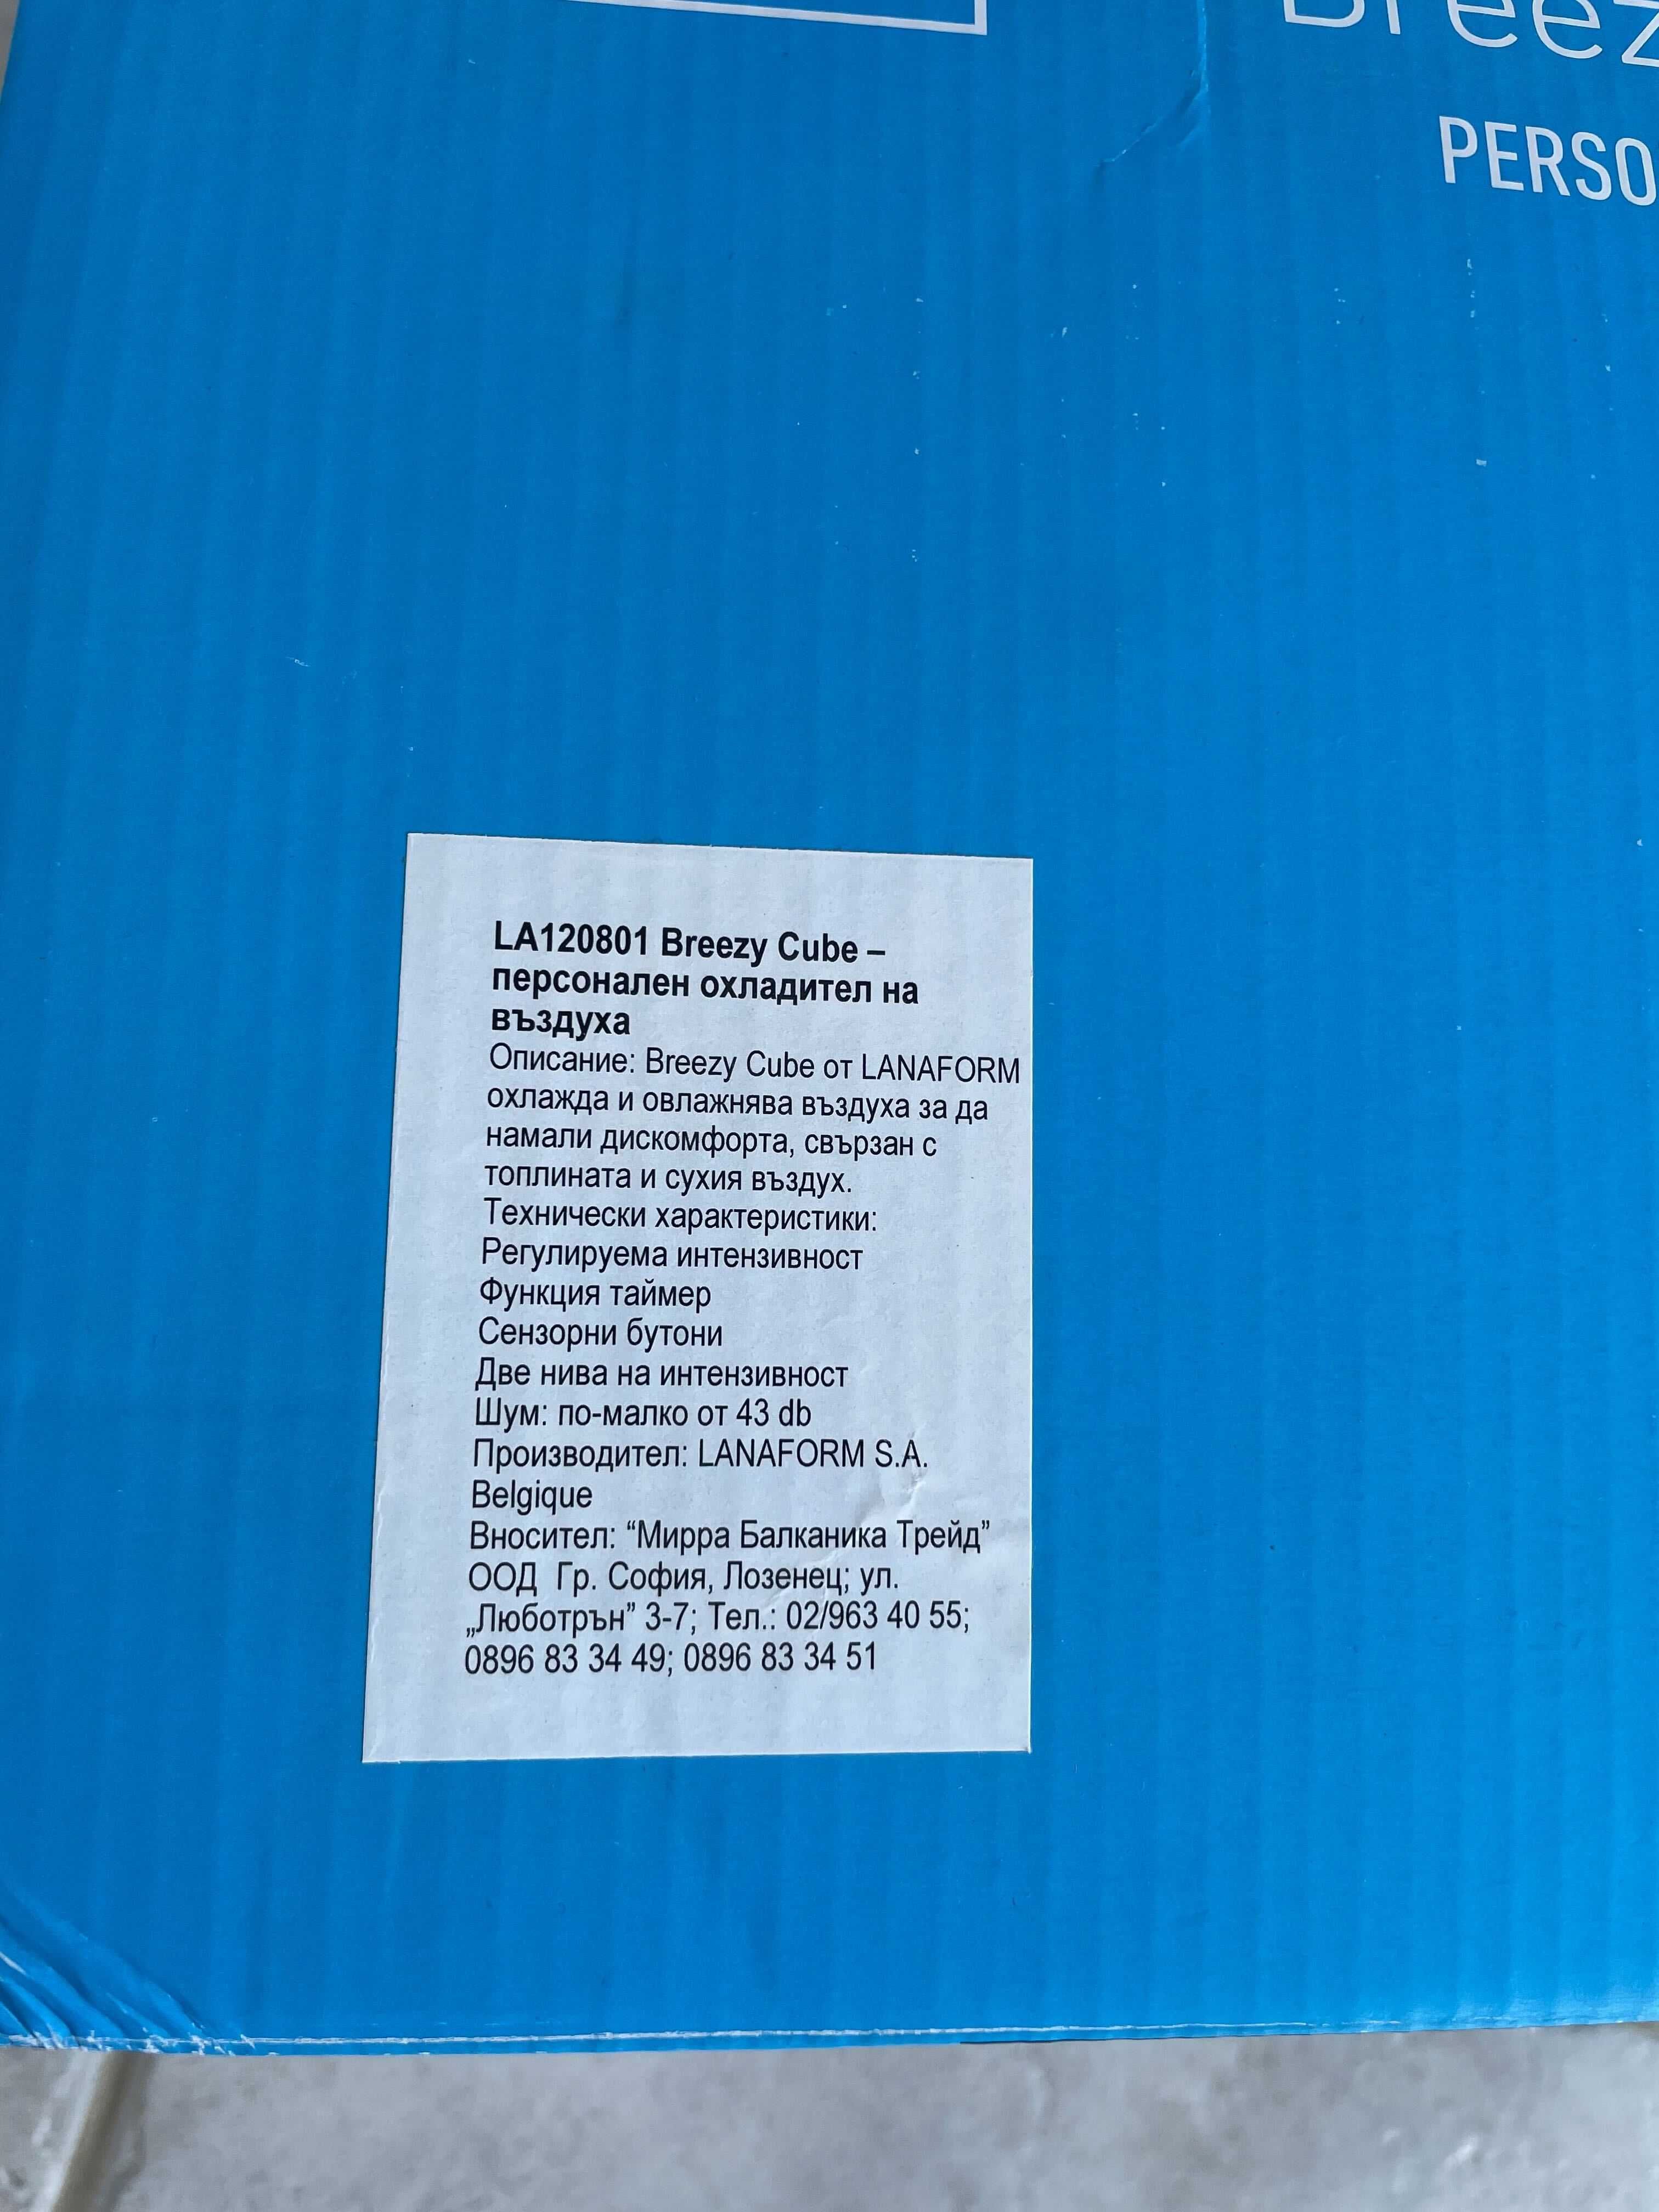 Breez
PERSO
LA120801 Breezy Cube –
персонален охладител на
въздуха
Описание: Breezy Cube от LANAFORM
охлажда и овлажнява въздуха за да
намали дискомфорта, свързан с
топлината и сухия въздух.
Технически характеристики:
Регулируема интензивност
Функция таймер
Сензорни бутони
Две нива на интензивност
Шум: по-малко от 43 db
Производител: LANAFORM S.A.
Belgique
Вносител: “Мирра Балканика Трейд”
ООД Гр. София, Лозенец; ул.
„Люботрън” 3-7; Тел.: 02/963 40 55;
0896 83 34 49; 0896 83 34 51